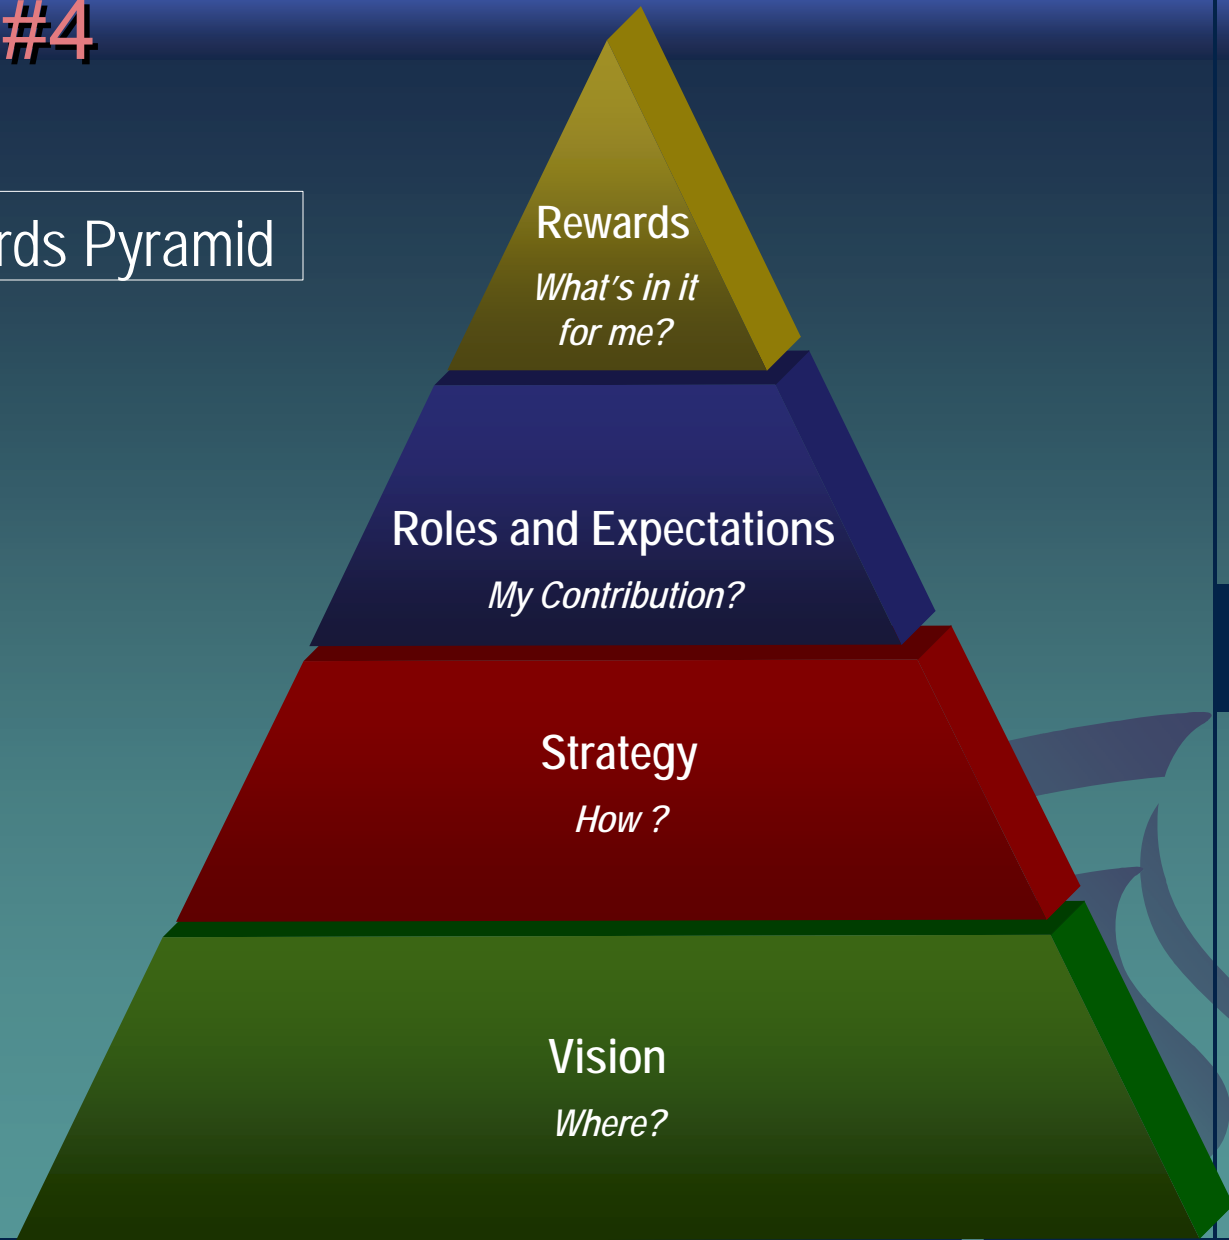 #4
rds Pyramid
Rewards
What's in it
for me?
Roles and Expectations
My Contribution?
Strategy
How ?
Vision
Where?